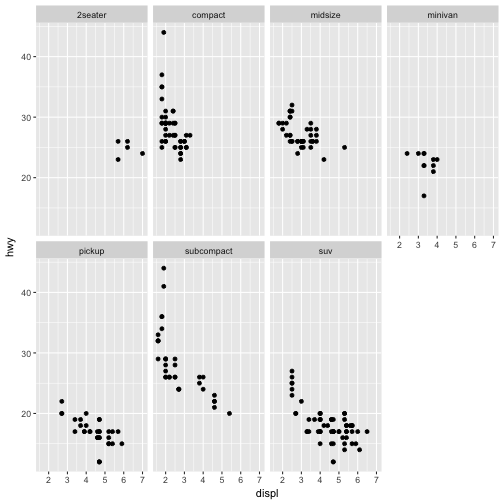 2seater compact midsize minivan
40
30
20
2 3 4 5 6 7
hwy
pickup subcompact suv
40
30
20
2 3 4 5 6 7 2 3 4 5 6 7 2 3 4 5 6 7
displ